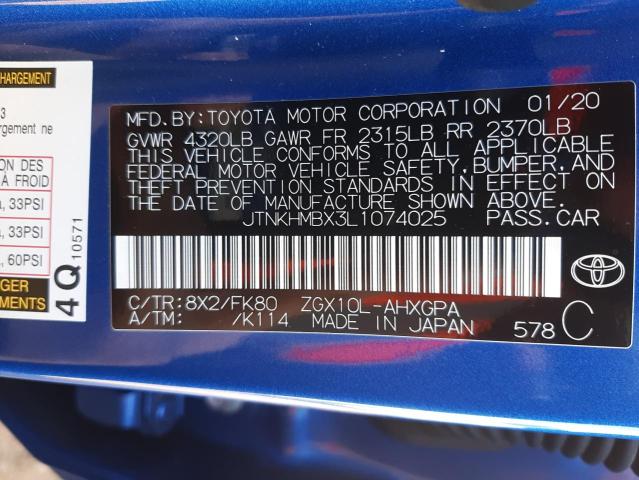 CHARGEMENT
3
argement ne
ION DES
À FROID
a, 33PSI
a, 33PSI
a, 60PSI
GER
EMENTS
4Q 10571
MFD.BY:TOYOTA MOTOR CORPORATION 01/20
GVWR 4320LB GAWR FR 2315LB RR 2370LB
THIS VEHICLE CONFORMS TO ALL APPLICABLE
FEDERAL MOTOR VEHICLE SAFETY,BUMPER,AND
THEFT PREVENTION STANDARDS IN EFFECT ON
THE DATE OF MANUFACTURE SHOWN ABOVE.
JTNKHMBX3L1074025 PASS.CAR
C/TR:8X2/FK80 ZGX10L-AHXGPA
A/TM: /K114 MADE IN JAPAN 578 C